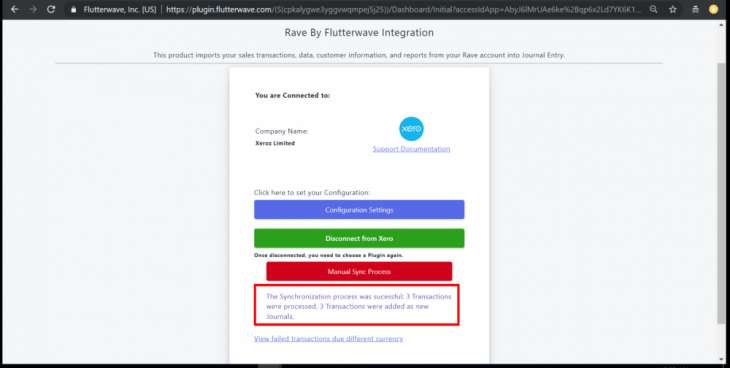 Flutterwave, Inc. [US] | https://plugin.flutterwave.com/(S(cpkalygwe3yggvwqmpej5j25))/Dashboard/Initial?accessIdApp=AbyJ6lMrUAe6ke%2Bqp6x2Ld7YK6K1...
Rave By Flutterwave Integration
This product imports your sales transactions, data, customer information, and reports from your Rave account into Journal Entry.
You are Connected to:
Company Name:
Xeroz Limited
xero
Support Documentation
Click here to set your Configuration:
Configuration Settings
Disconnect from Xero
Once disconnected, you need to choose a Plugin again.
Manual Sync Process
The Synchronization process was sucessful: 3 Transactions
were processed, 3 Transactions were added as new
Journals.
View failed transactions due different currency